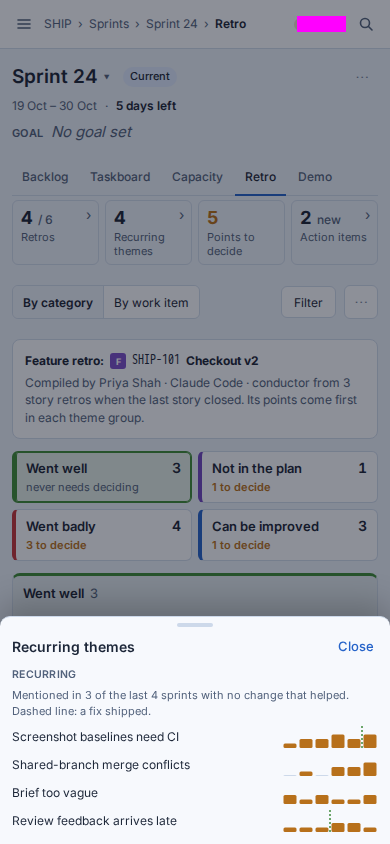 SHIP › Sprints › Sprint 24 › Retro
Sprint 24 ▾ Current ...
19 Oct – 30 Oct · 5 days left
GOAL No goal set
Backlog Taskboard Capacity Retro Demo
4 / 6 ›
Retros
4 ›
Recurring
themes
5
Points to
decide
2 new ›
Action items
By category By work item Filter ...
Feature retro: F SHIP-101 Checkout v2
Compiled by Priya Shah · Claude Code · conductor from 3
story retros when the last story closed. Its points come first
in each theme group.
Went well 3
never needs deciding
Not in the plan 1
1 to decide
Went badly 4
3 to decide
Can be improved 3
1 to decide
Went well 3
Recurring themes Close
RECURRING
Mentioned in 3 of the last 4 sprints with no change that helped.
Dashed line: a fix shipped.
Screenshot baselines need CI
Shared-branch merge conflicts
Brief too vague
Review feedback arrives late